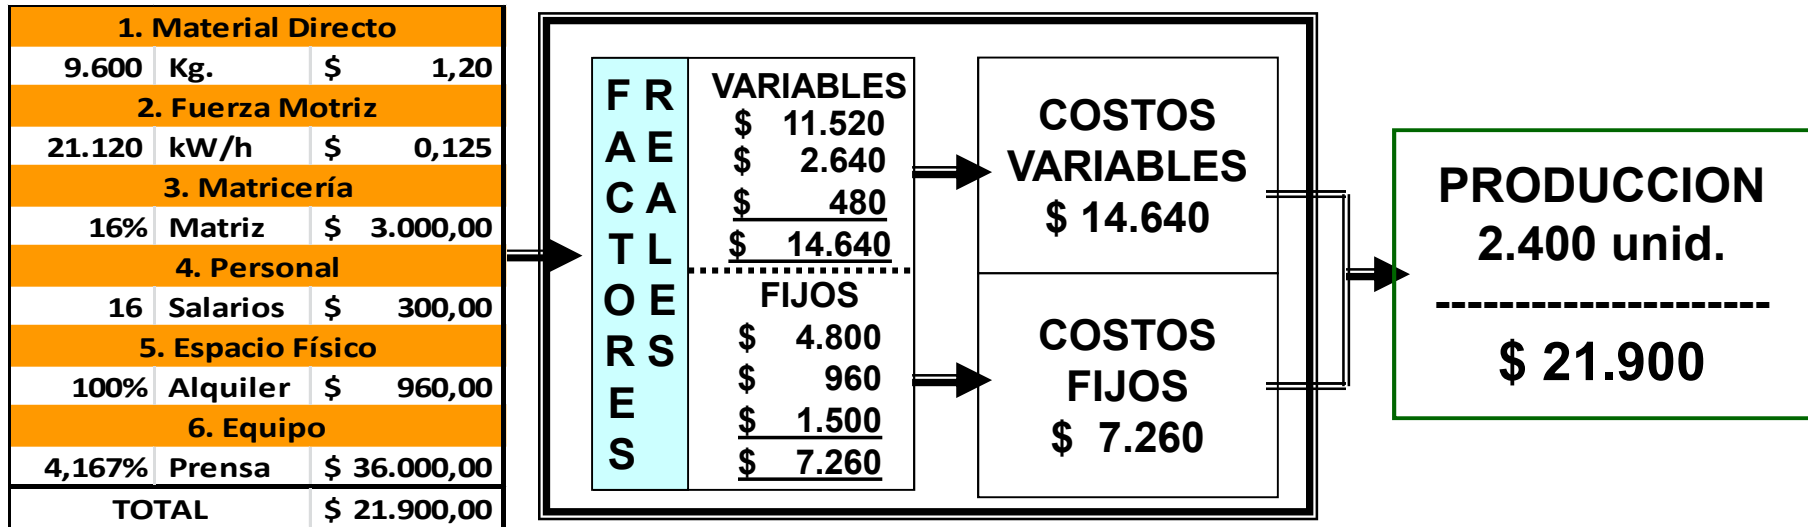 1. Material Directo
9.600 Kg. $ 1,20
2. Fuerza Motriz
21.120 kW/h $ 0,125
3. Matricería
16% Matriz $ 3.000,00
4. Personal
16 Salarios $ 300,00
5. Espacio Físico
100% Alquiler $ 960,00
6. Equipo
4,167% Prensa $ 36.000,00
TOTAL $ 21.900,00
FACTORES
REALES
VARIABLES
$ 11.520
$ 2.640
$ 480
$ 14.640
FIJOS
$ 4.800
$ 960
$ 1.500
$ 7.260
COSTOS
VARIABLES
$ 14.640
COSTOS
FIJOS
$ 7.260
PRODUCCION
2.400 unid.
---------------------
$ 21.900